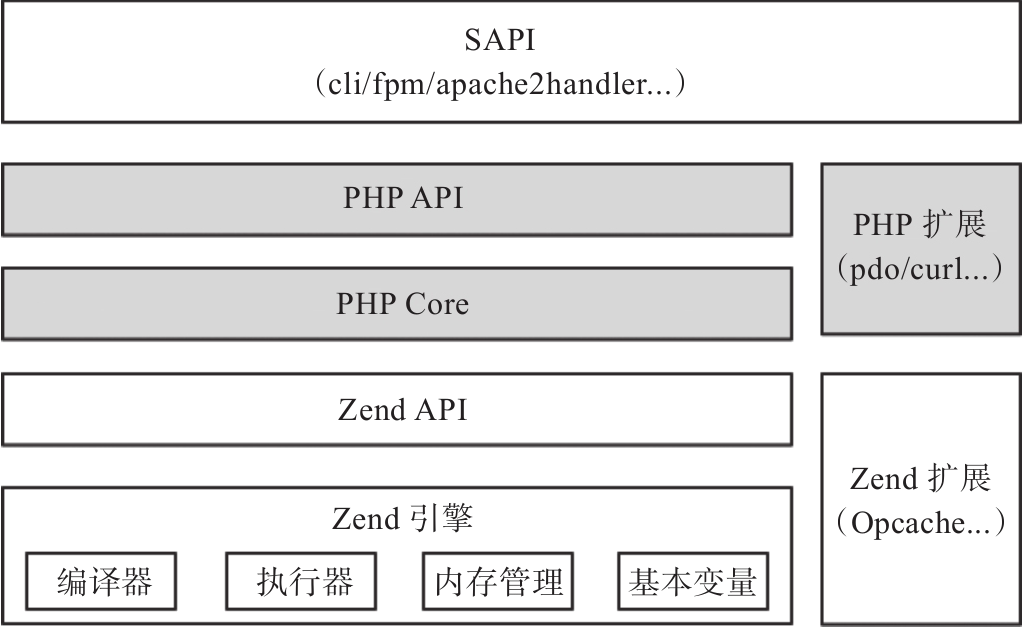 SAPI
(cli/fpm/apache2handler...)
PHP API
PHP Core
PHP 扩展
(pdo/curl...)
Zend API
Zend 引擎
编译器
执行器
内存管理
基本变量
Zend 扩展
(Opcache...)